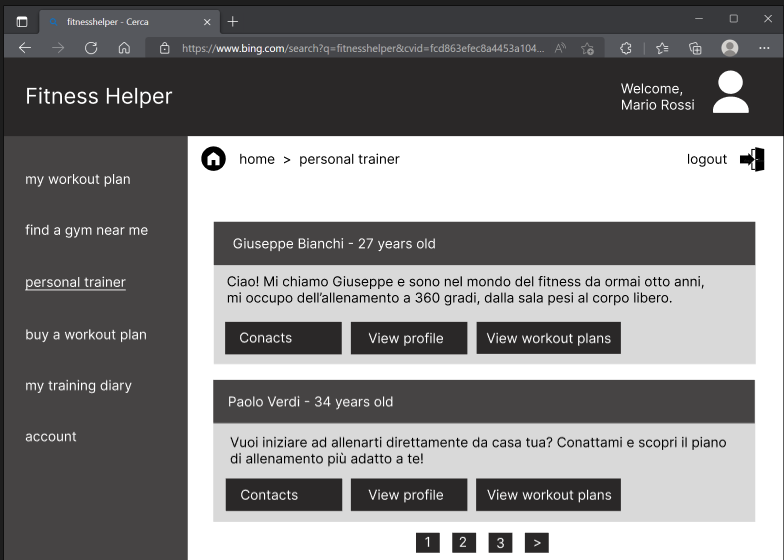 fitnesshelper - Cerca
https://www.bing.com/search?q=fitnesshelper&cvid=fcd863efec8a4453a104...
Fitness Helper
Welcome,
Mario Rossi
my workout plan
find a gym near me
personal trainer
buy a workout plan
my training diary
account
home > personal trainer
logout
Giuseppe Bianchi - 27 years old
Ciao! Mi chiamo Giuseppe e sono nel mondo del fitness da ormai otto anni,
mi occupo dell'allenamento a 360 gradi, dalla sala pesi al corpo libero.
Conacts View profile View workout plans
Paolo Verdi - 34 years old
Vuoi iniziare ad allenarti direttamente da casa tua? Conattami e scopri il piano
di allenamento più adatto a te!
Contacts View profile View workout plans
1 2 3 >